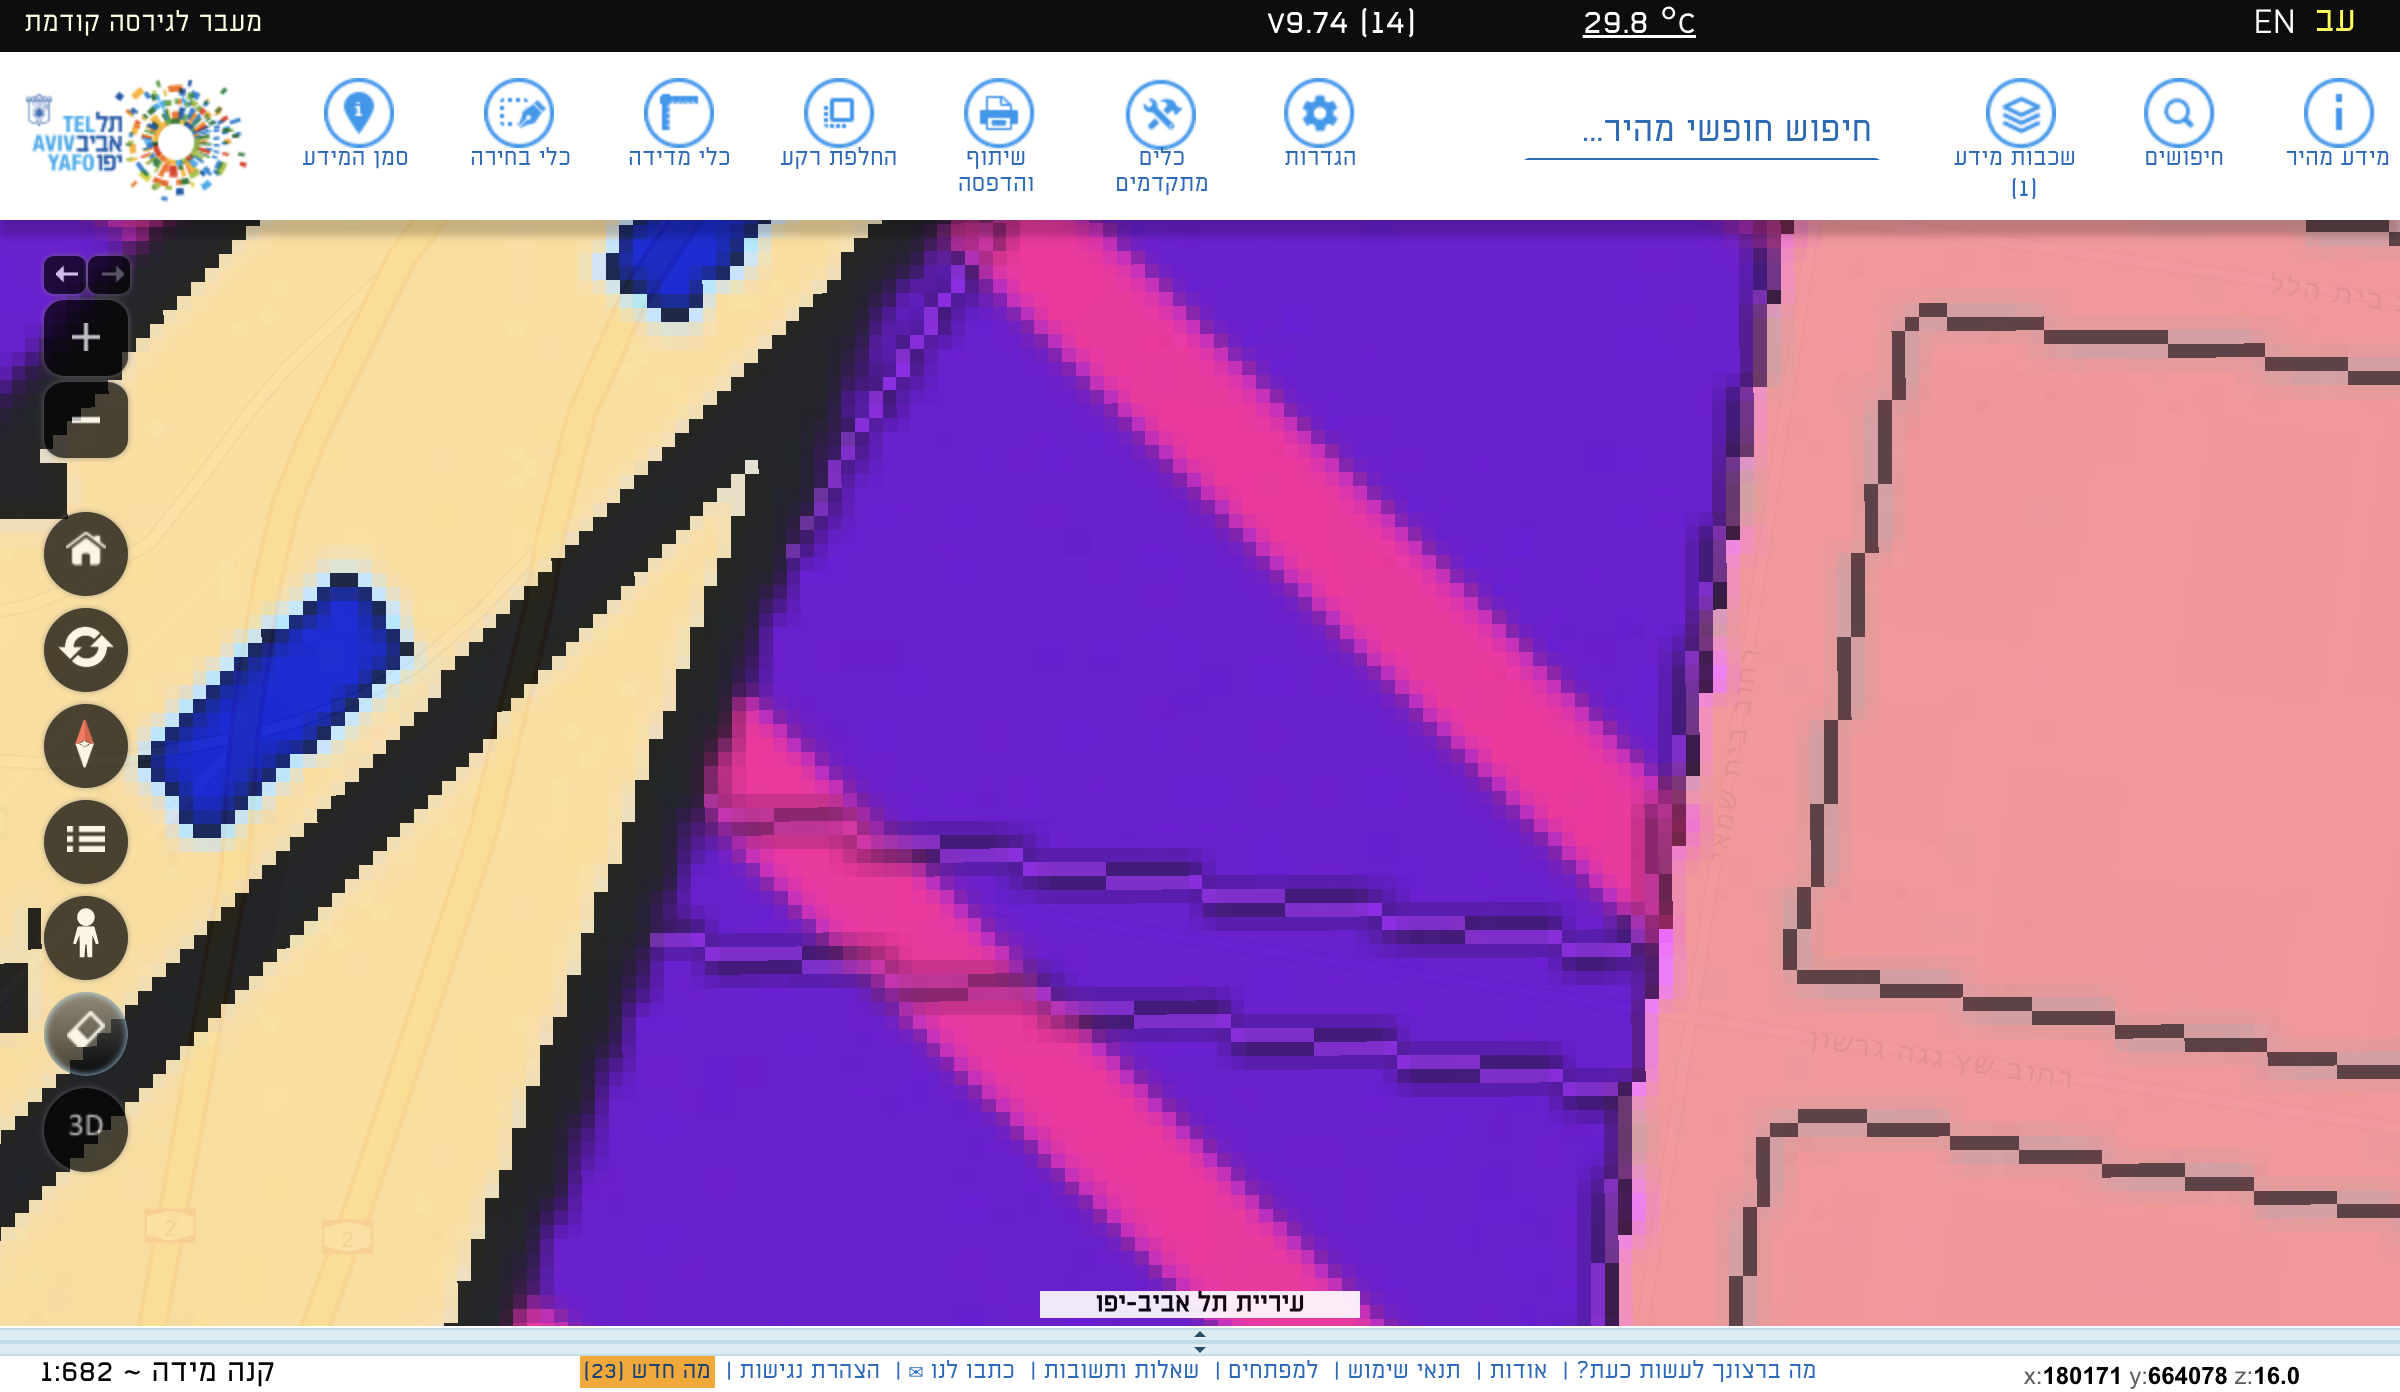 מעבר לגירסה קודמת
V9.74 (14)
29.8 °C
EN עב
תל אביב יפו
TEL AVIV YAFO
מידע מהיר
חיפושים
שכבות מידע
(1)
חיפוש חופשי מהיר...
הגדרות
כלים
מתקדמים
שיתוף
והדפסה
החלפת רקע
כלי מדידה
כלי בחירה
סמן המידע
בית הלל
רחוב בית שמאי
רחוב שץ גגה גרשון
3D
2
2
עיריית תל אביב-יפו
מה ברצונך לעשות כעת? | אודות | תנאי שימוש | למפתחים | שאלות ותשובות | כתבו לנו ✉ | הצהרת נגישות | מה חדש (23)
קנה מידה ~ 1:682
x:180171 y:664078 z:16.0